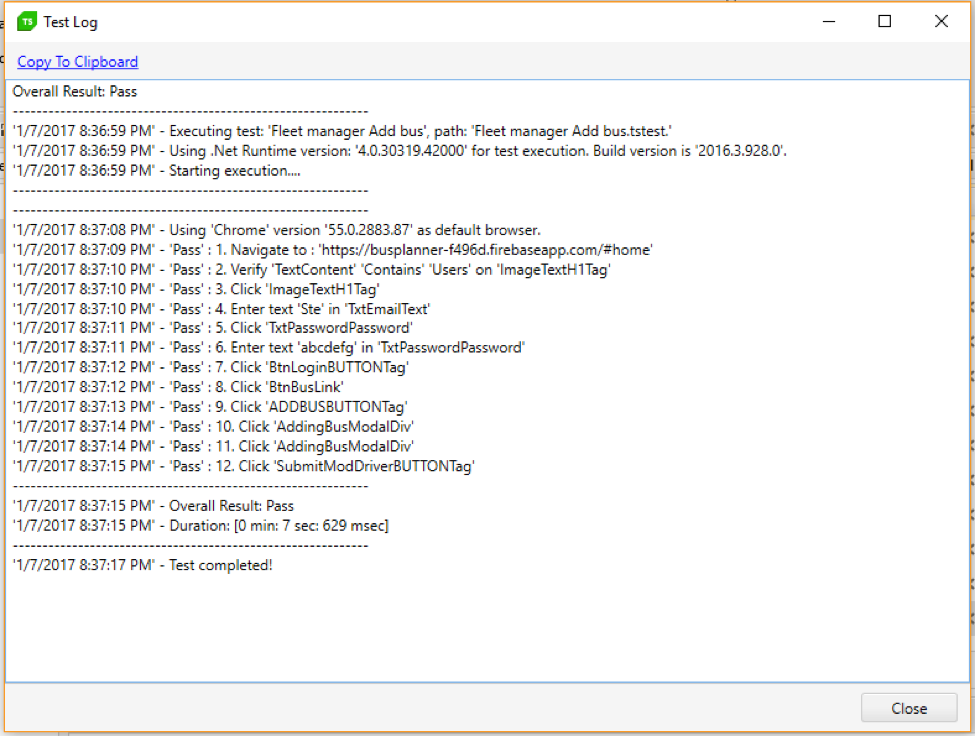 TS Test Log
Copy To Clipboard
Overall Result: Pass
------------------------------------------------------------
'1/7/2017 8:36:59 PM' - Executing test: 'Fleet manager Add bus', path: 'Fleet manager Add bus.tstest.'
'1/7/2017 8:36:59 PM' - Using .Net Runtime version: '4.0.30319.42000' for test execution. Build version is '2016.3.928.0'.
'1/7/2017 8:36:59 PM' - Starting execution....
------------------------------------------------------------
------------------------------------------------------------
'1/7/2017 8:37:08 PM' - Using 'Chrome' version '55.0.2883.87' as default browser.
'1/7/2017 8:37:09 PM' - 'Pass' : 1. Navigate to : 'https://busplanner-f496d.firebaseapp.com/#home'
'1/7/2017 8:37:10 PM' - 'Pass' : 2. Verify 'TextContent' 'Contains' 'Users' on 'ImageTextH1Tag'
'1/7/2017 8:37:10 PM' - 'Pass' : 3. Click 'ImageTextH1Tag'
'1/7/2017 8:37:10 PM' - 'Pass' : 4. Enter text 'Ste' in 'TxtEmailText'
'1/7/2017 8:37:11 PM' - 'Pass' : 5. Click 'TxtPasswordPassword'
'1/7/2017 8:37:11 PM' - 'Pass' : 6. Enter text 'abcdefg' in 'TxtPasswordPassword'
'1/7/2017 8:37:12 PM' - 'Pass' : 7. Click 'BtnLoginBUTTONTag'
'1/7/2017 8:37:12 PM' - 'Pass' : 8. Click 'BtnBusLink'
'1/7/2017 8:37:13 PM' - 'Pass' : 9. Click 'ADDBUSBUTTONTag'
'1/7/2017 8:37:14 PM' - 'Pass' : 10. Click 'AddingBusModalDiv'
'1/7/2017 8:37:14 PM' - 'Pass' : 11. Click 'AddingBusModalDiv'
'1/7/2017 8:37:15 PM' - 'Pass' : 12. Click 'SubmitModDriverBUTTONTag'
------------------------------------------------------------
'1/7/2017 8:37:15 PM' - Overall Result: Pass
'1/7/2017 8:37:15 PM' - Duration: [0 min: 7 sec: 629 msec]
------------------------------------------------------------
'1/7/2017 8:37:17 PM' - Test completed!
Close